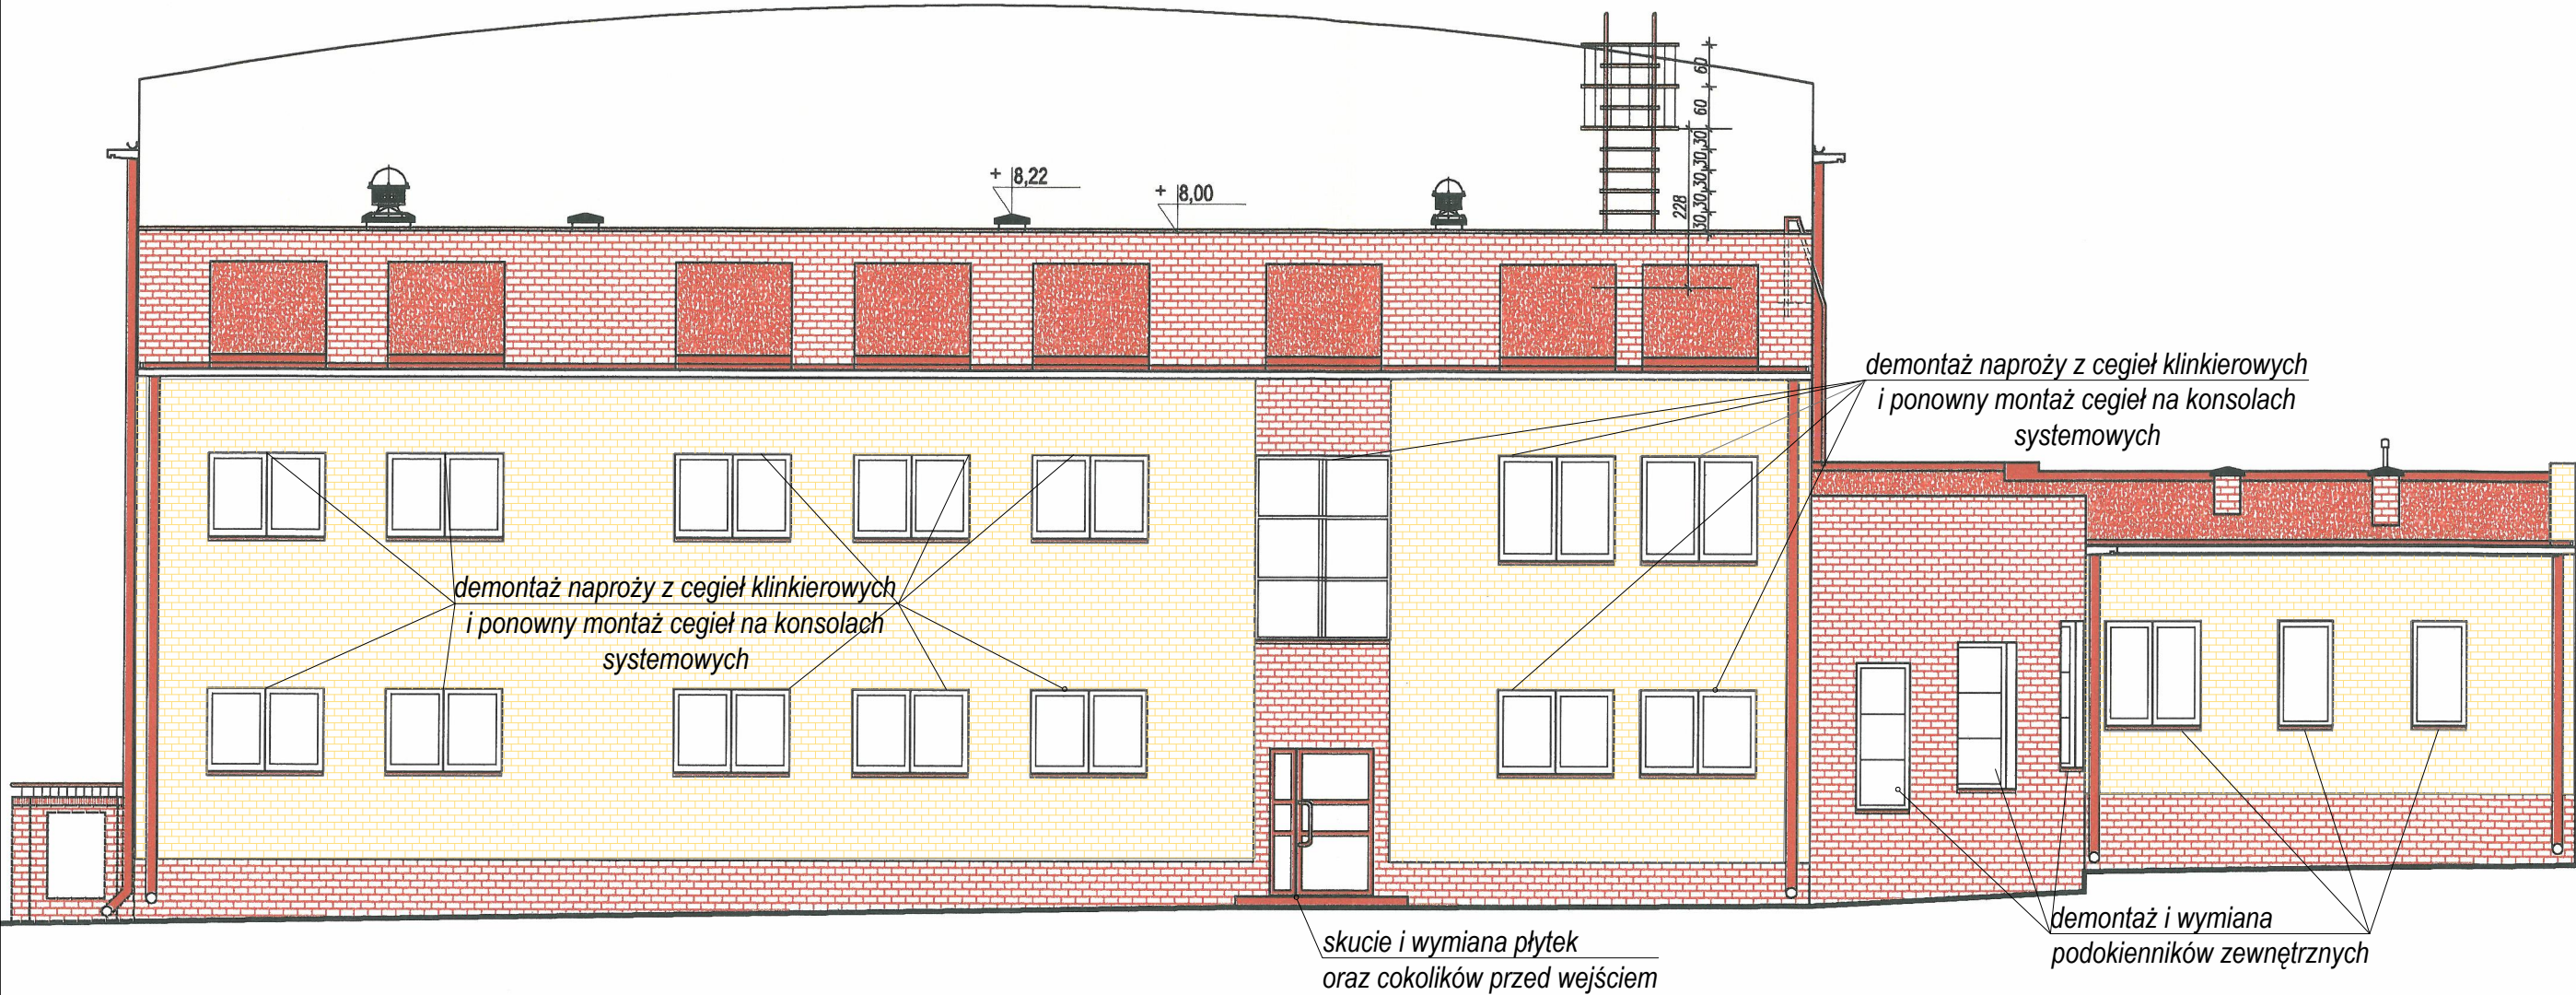 60
60
30,30,30,30,30
228
+ 8,22
+ 8,00
demontaż naproży z cegieł klinkierowych
i ponowny montaż cegieł na konsolach
systemowych
demontaż naproży z cegieł klinkierowych
i ponowny montaż cegieł na konsolach
systemowych
skucie i wymiana płytek
oraz cokolików przed wejściem
demontaż i wymiana
podokienników zewnętrznych